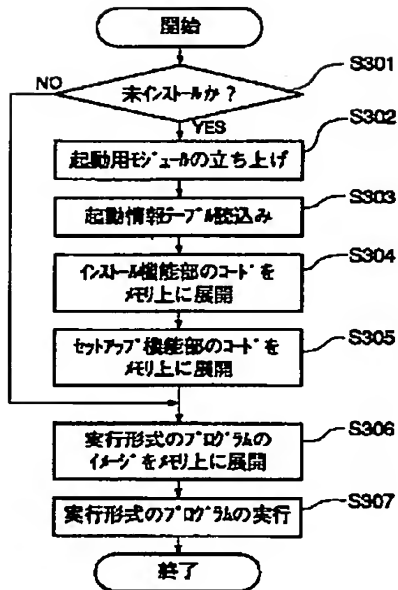 開始
S301
NO
未インストールか?
YES
S302
起動用モジュールの立ち上げ
S303
起動情報テーブル読込み
S304
インストール機能部のコードを
メモリ上に展開
S305
セットアップ機能部のコードを
メモリ上に展開
S306
実行形式のプログラムの
イメージをメモリ上に展開
S307
実行形式のプログラムの実行
終了